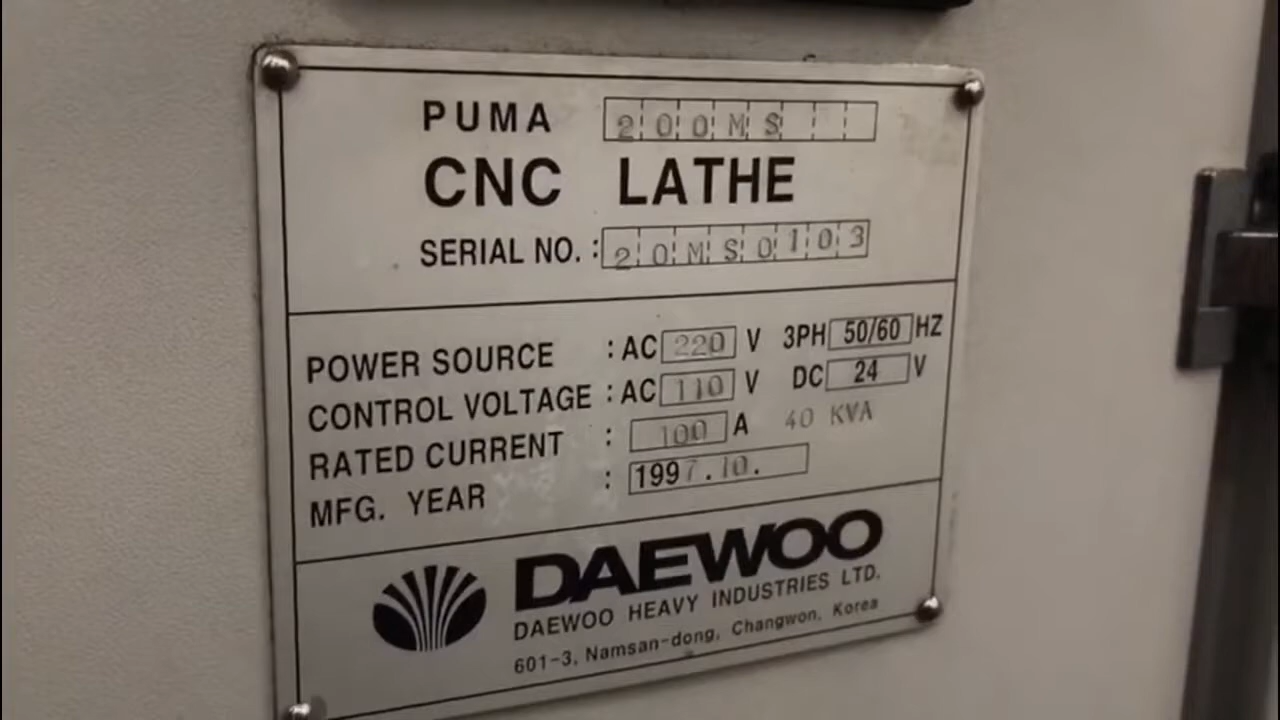 PUMA 200MS
CNC LATHE
SERIAL NO. : 20MS0103
POWER SOURCE : AC 220 V 3PH 50/60 HZ
CONTROL VOLTAGE : AC 110 V DC 24 V
RATED CURRENT : 100 A 40 KVA
MFG. YEAR : 1997.10.
DAEWOO
DAEWOO HEAVY INDUSTRIES LTD.
601-3, Namsan-dong, Changwon, Korea